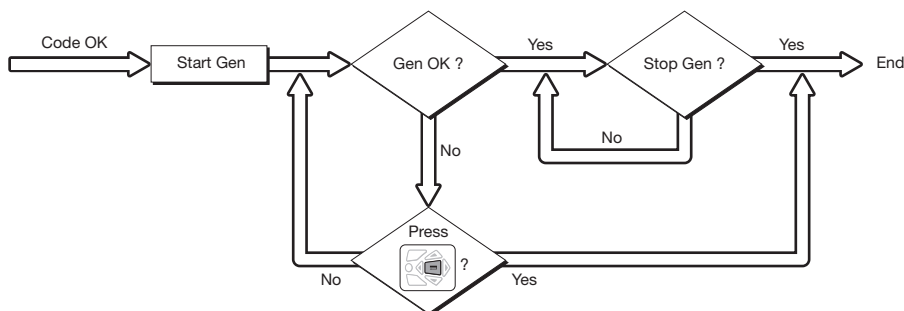 Code OK
Start Gen
Gen OK ?
Yes
Stop Gen ?
Yes
End
No
No
Press
?
No
Yes